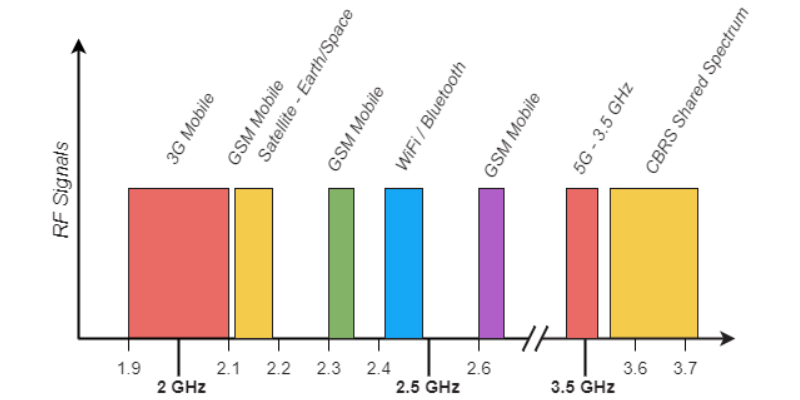 3G Mobile
GSM Mobile
Satellite - Earth/Space
GSM Mobile
WiFi / Bluetooth
GSM Mobile
5G - 3.5 GHz
CBRS Shared Spectrum
RF Signals
1.9
2 GHz
2.1
2.2
2.3
2.4
2.5 GHz
2.6
3.5 GHz
3.6
3.7